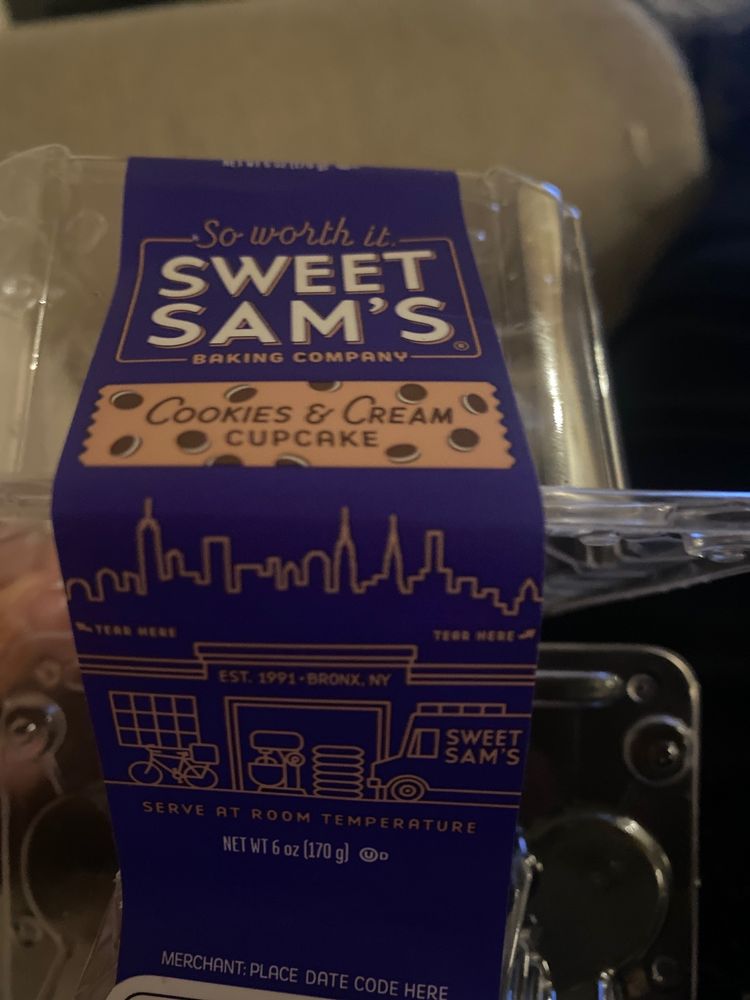 So worth it.
SWEET
SAM'S®
BAKING COMPANY
COOKIES & CREAM
CUPCAKE
TEAR HERE
TEAR HERE
EST. 1991 • BRONX, NY
SWEET
SAM'S
SERVE AT ROOM TEMPERATURE
NET WT 6 oz (170 g) UD
MERCHANT: PLACE DATE CODE HERE